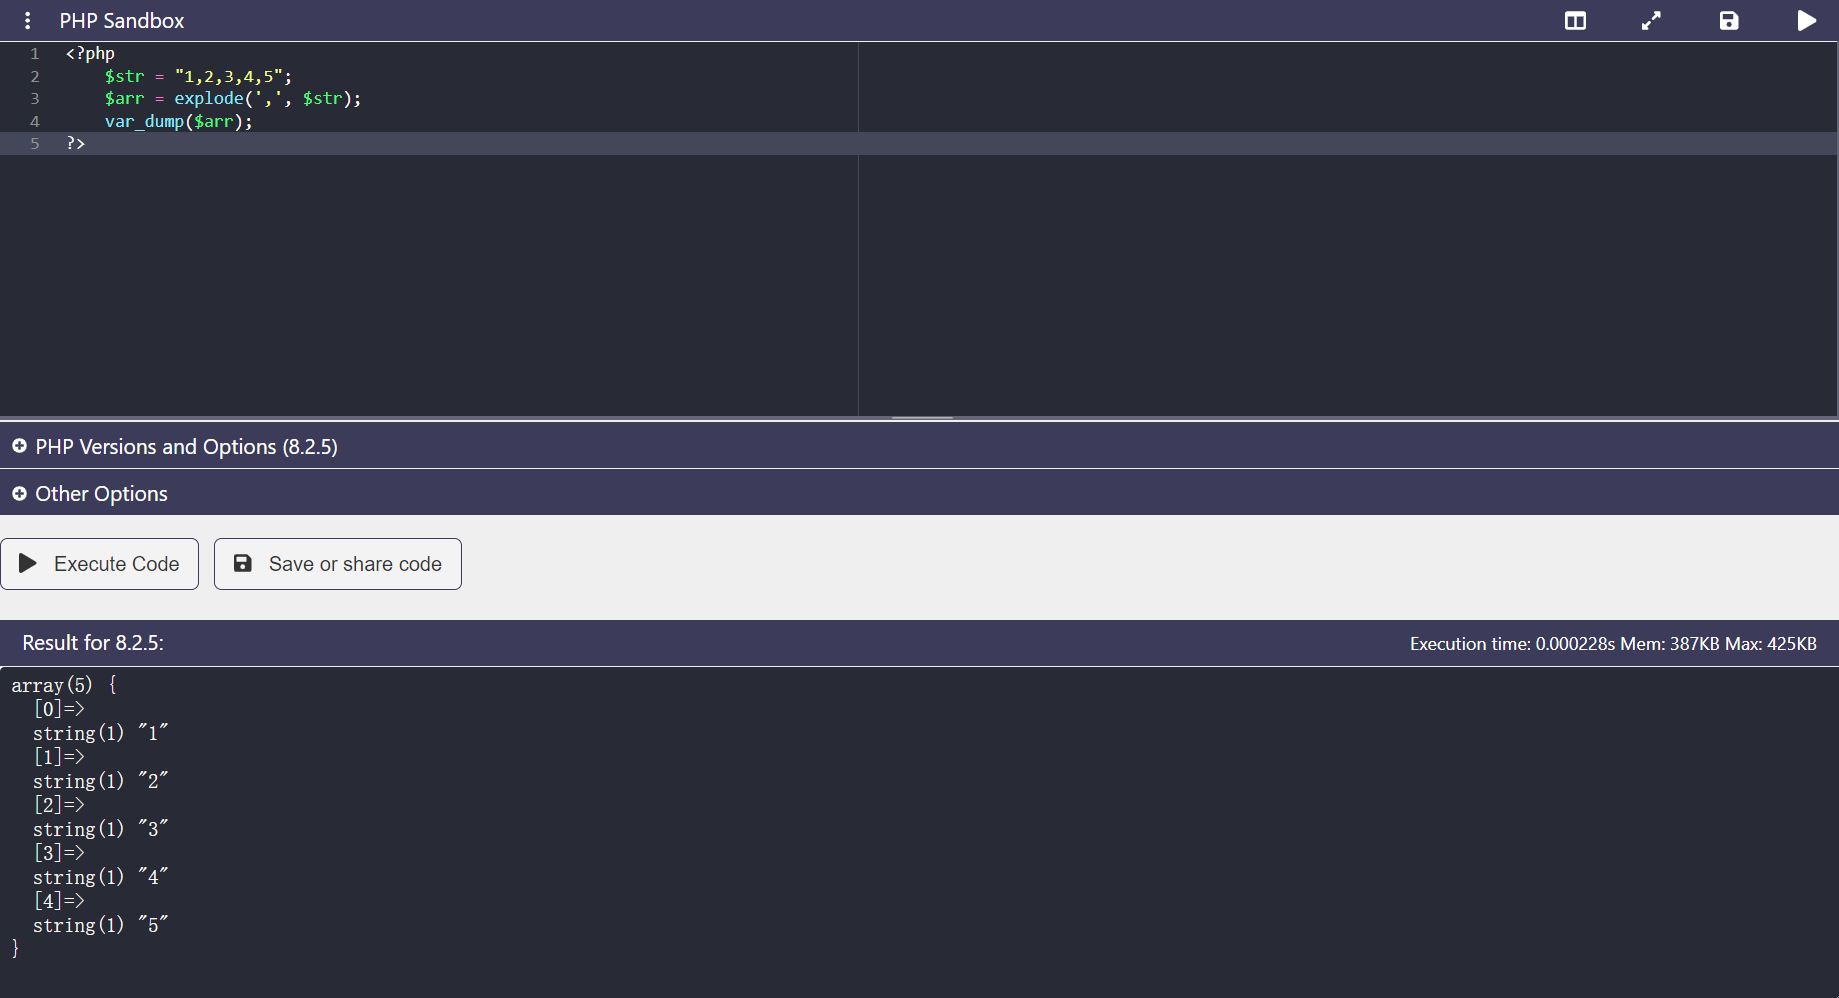 PHP Sandbox
1 <?php
2     $str = "1,2,3,4,5";
3     $arr = explode(',', $str);
4     var_dump($arr);
5 ?>
PHP Versions and Options (8.2.5)
Other Options
Execute Code Save or share code
Result for 8.2.5: Execution time: 0.000228s Mem: 387KB Max: 425KB
array(5) {
  [0]=>
  string(1) "1"
  [1]=>
  string(1) "2"
  [2]=>
  string(1) "3"
  [3]=>
  string(1) "4"
  [4]=>
  string(1) "5"
}